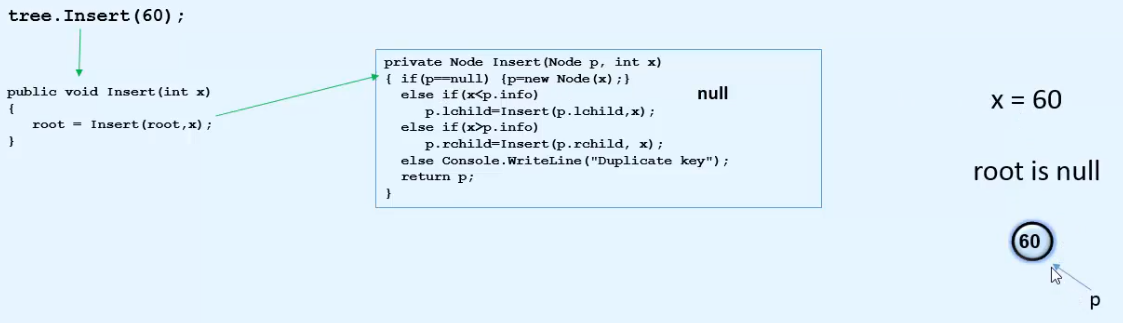 tree.Insert(60);
public void Insert(int x)
{
root = Insert(root,x);
}
private Node Insert(Node p, int x)
{ if(p==null) {p=new Node(x);}
else if(x<p.info)
p.lchild=Insert(p.lchild,x);
else if(x>p.info)
p.rchild=Insert(p.rchild, x);
else Console.WriteLine("Duplicate key");
return p;
}
null
x = 60
root is null
60
p